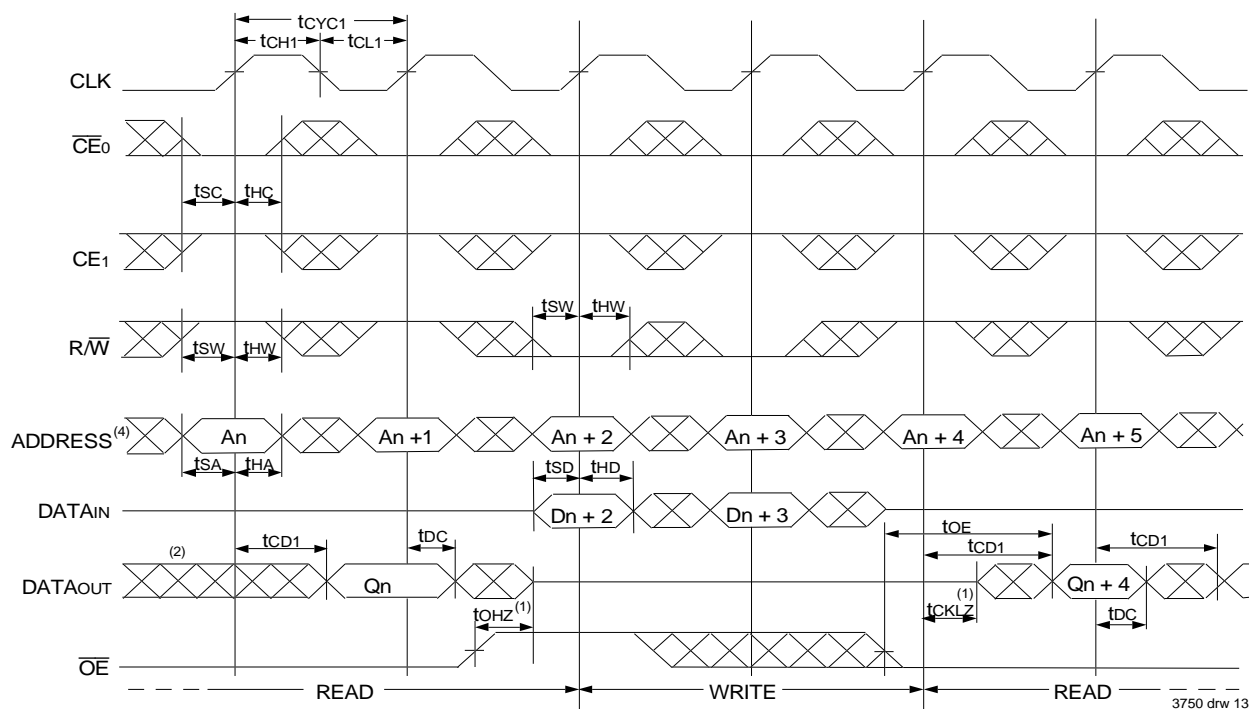 tCYC1
tCH1 tCL1
CLK
CE0
tSC tHC
CE1
tSW tHW
R/W
tSW tHW
ADDRESS(4) An An +1 An + 2 An + 3 An + 4 An + 5
tSA tHA tSD tHD
DATAIN Dn + 2 Dn + 3
tOE
(2) tCD1 tDC tCD1 tCD1
DATAOUT Qn Qn + 4
tOHZ(1) tCKLZ(1) tDC
OE
READ WRITE READ
3750 drw 13